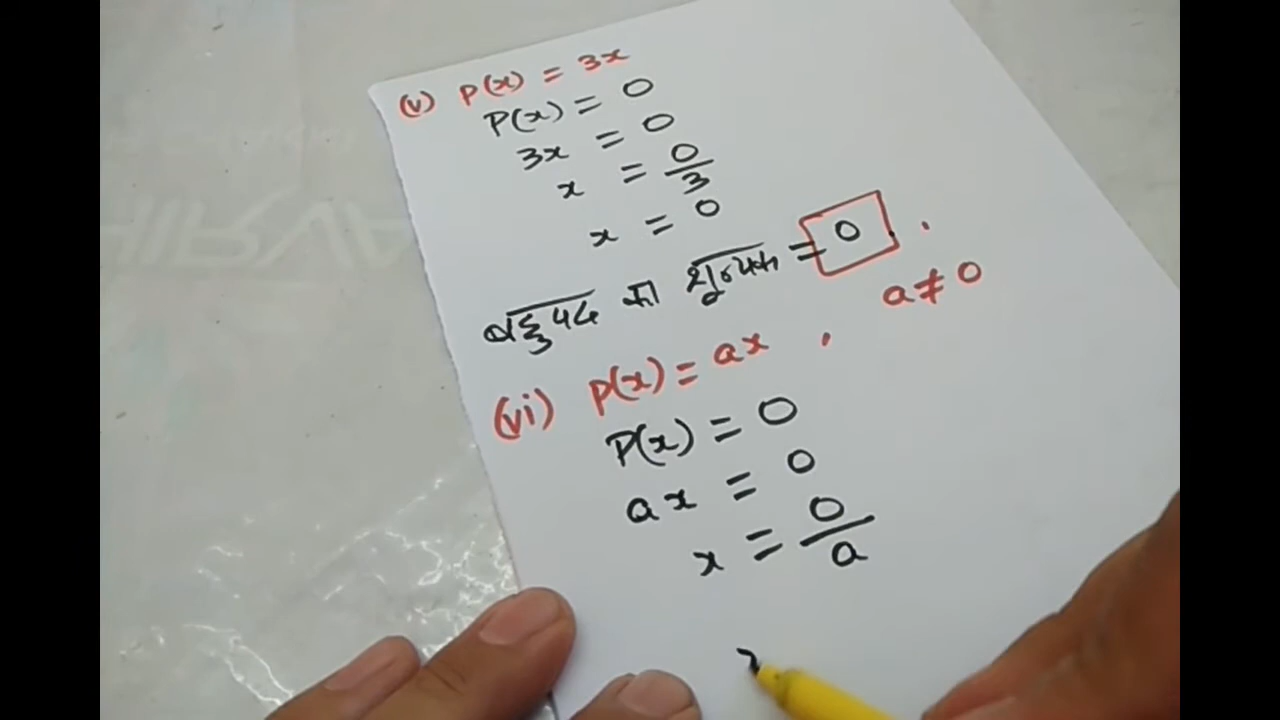 (v) P(x) = 3x
P(x) = 0
3x = 0
x = 0/3
x = 0
बहुपद का शून्यक = 0 .
(vi) P(x) = ax , a ≠ 0
P(x) = 0
ax = 0
x = 0/a